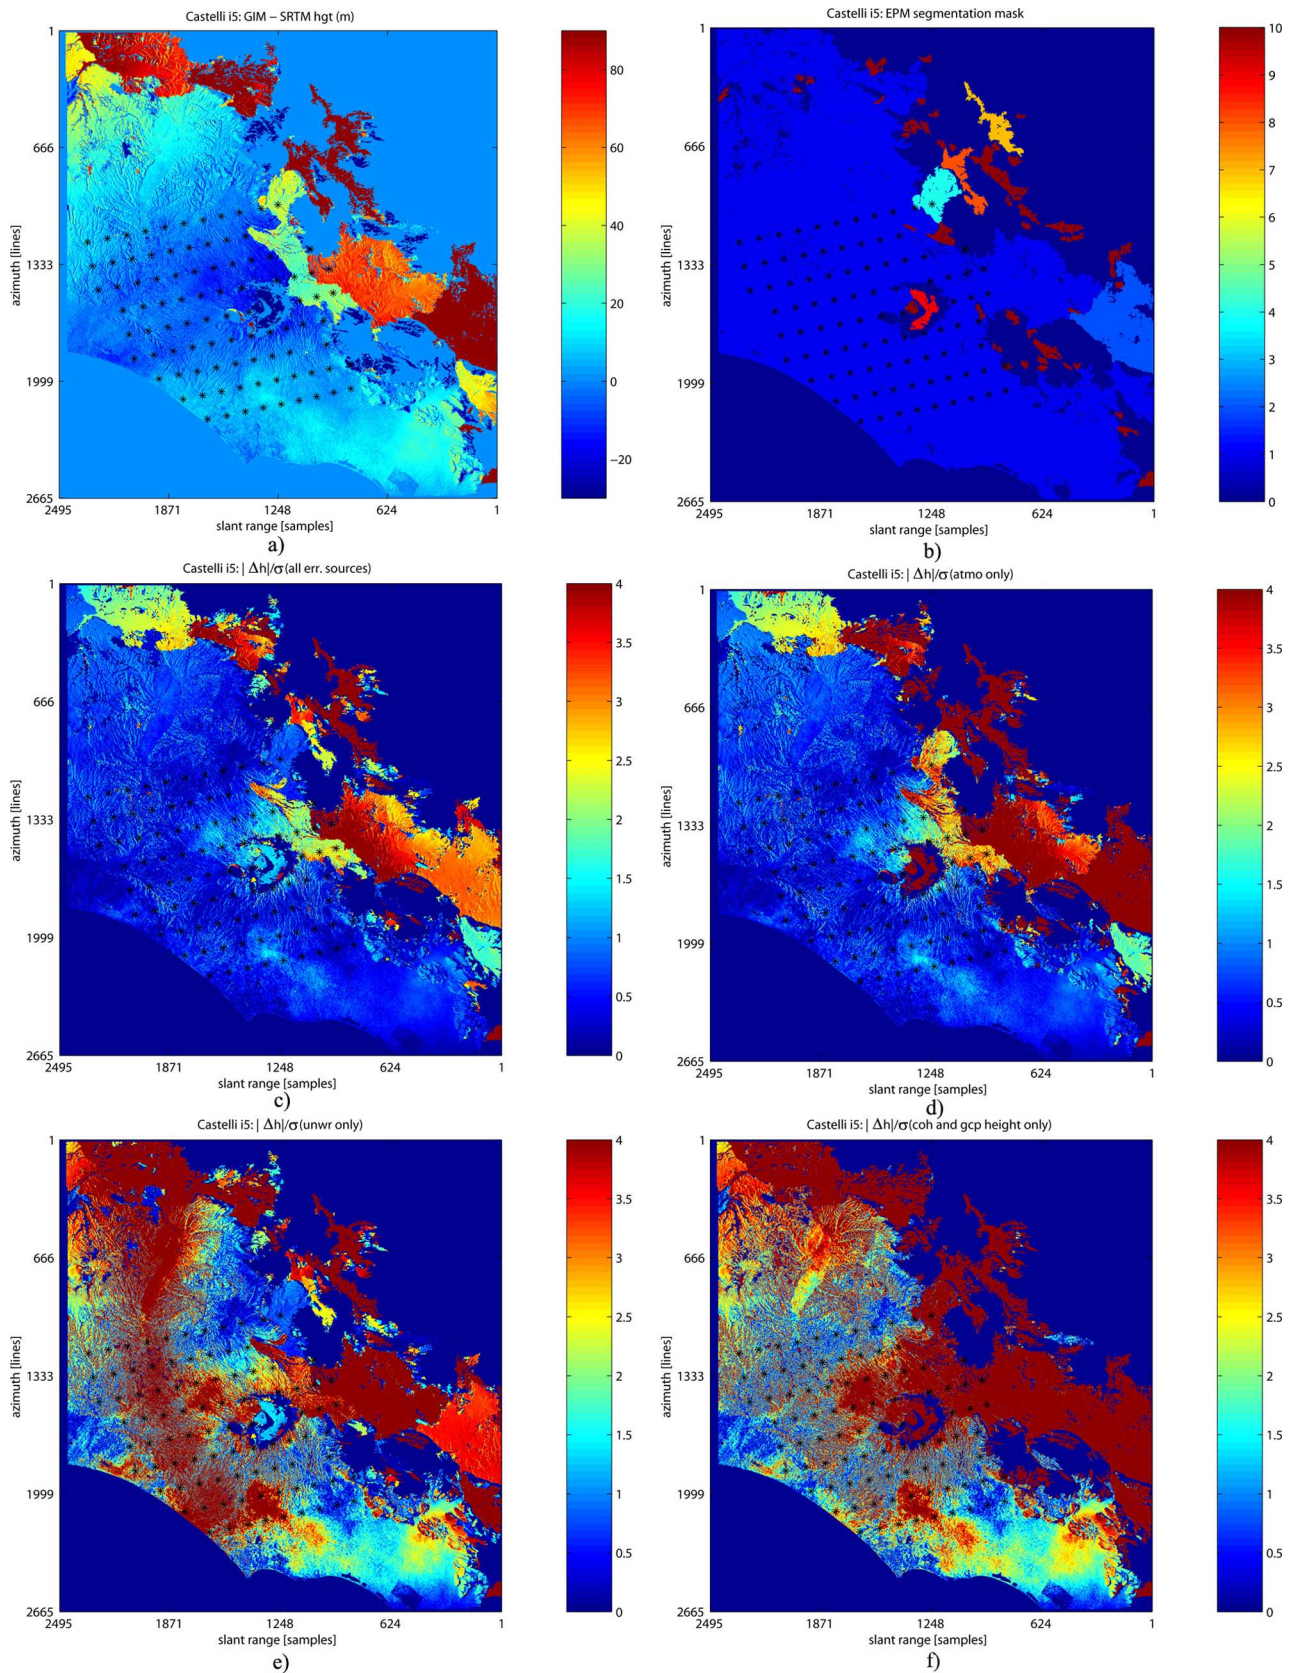 Castelli i5: GIM − SRTM hgt (m)
1
666
1333
1999
2665
azimuth [lines]
2495 1871 1248 624 1
slant range [samples]
80
60
40
20
0
−20
a)
Castelli i5: EPM segmentation mask
1
666
1333
1999
2665
azimuth [lines]
2495 1871 1248 624 1
slant range [samples]
10
9
8
7
6
5
4
3
2
1
0
b)
Castelli i5: | Δh|/σ(all err. sources)
1
666
1333
1999
2665
azimuth [lines]
2495 1871 1248 624 1
slant range [samples]
4
3.5
3
2.5
2
1.5
1
0.5
0
c)
Castelli i5: | Δh|/σ(atmo only)
1
666
1333
1999
2665
azimuth [lines]
2495 1871 1248 624 1
slant range [samples]
4
3.5
3
2.5
2
1.5
1
0.5
0
d)
Castelli i5: | Δh|/σ(unwr only)
1
666
1333
1999
2665
azimuth [lines]
2495 1871 1248 624 1
slant range [samples]
4
3.5
3
2.5
2
1.5
1
0.5
0
e)
Castelli i5: | Δh|/σ(coh and gcp height only)
1
666
1333
1999
2665
azimuth [lines]
2495 1871 1248 624 1
slant range [samples]
4
3.5
3
2.5
2
1.5
1
0.5
0
f)